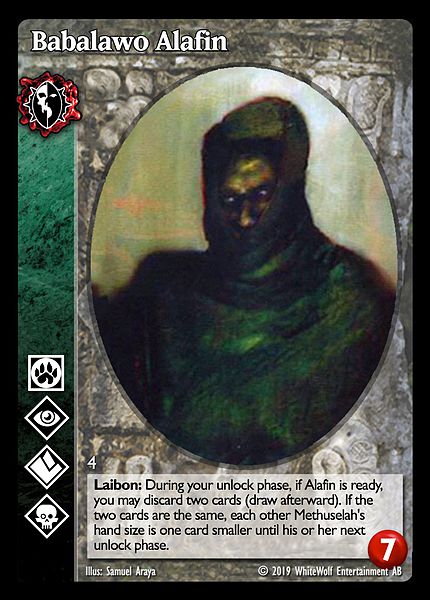 Babalawo Alafin
4
Laibon: During your unlock phase, if Alafin is ready,
you may discard two cards (draw afterward). If the
two cards are the same, each other Methuselah's
hand size is one card smaller until his or her next
unlock phase.
7
Illus: Samuel Araya © 2019 WhiteWolf Entertainment AB